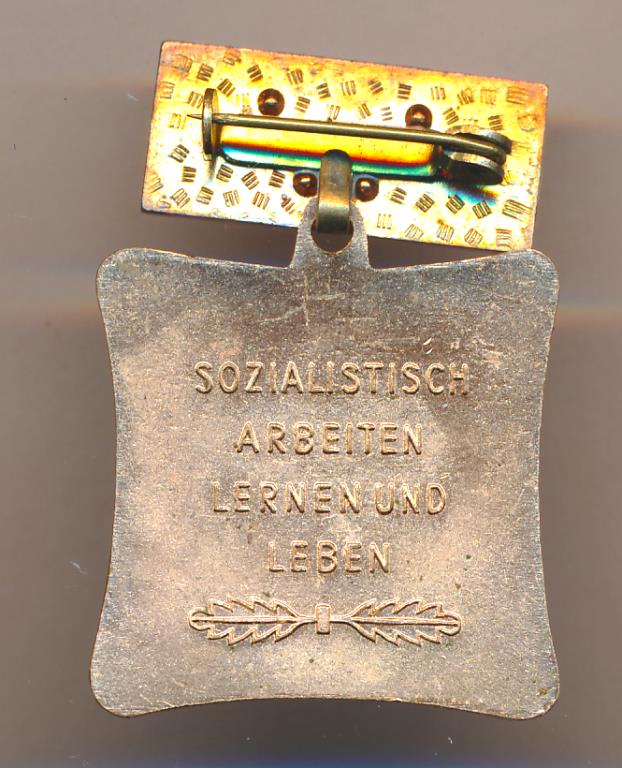 SOZIALISTISCH
ARBEITEN
LERNEN UND
LEBEN